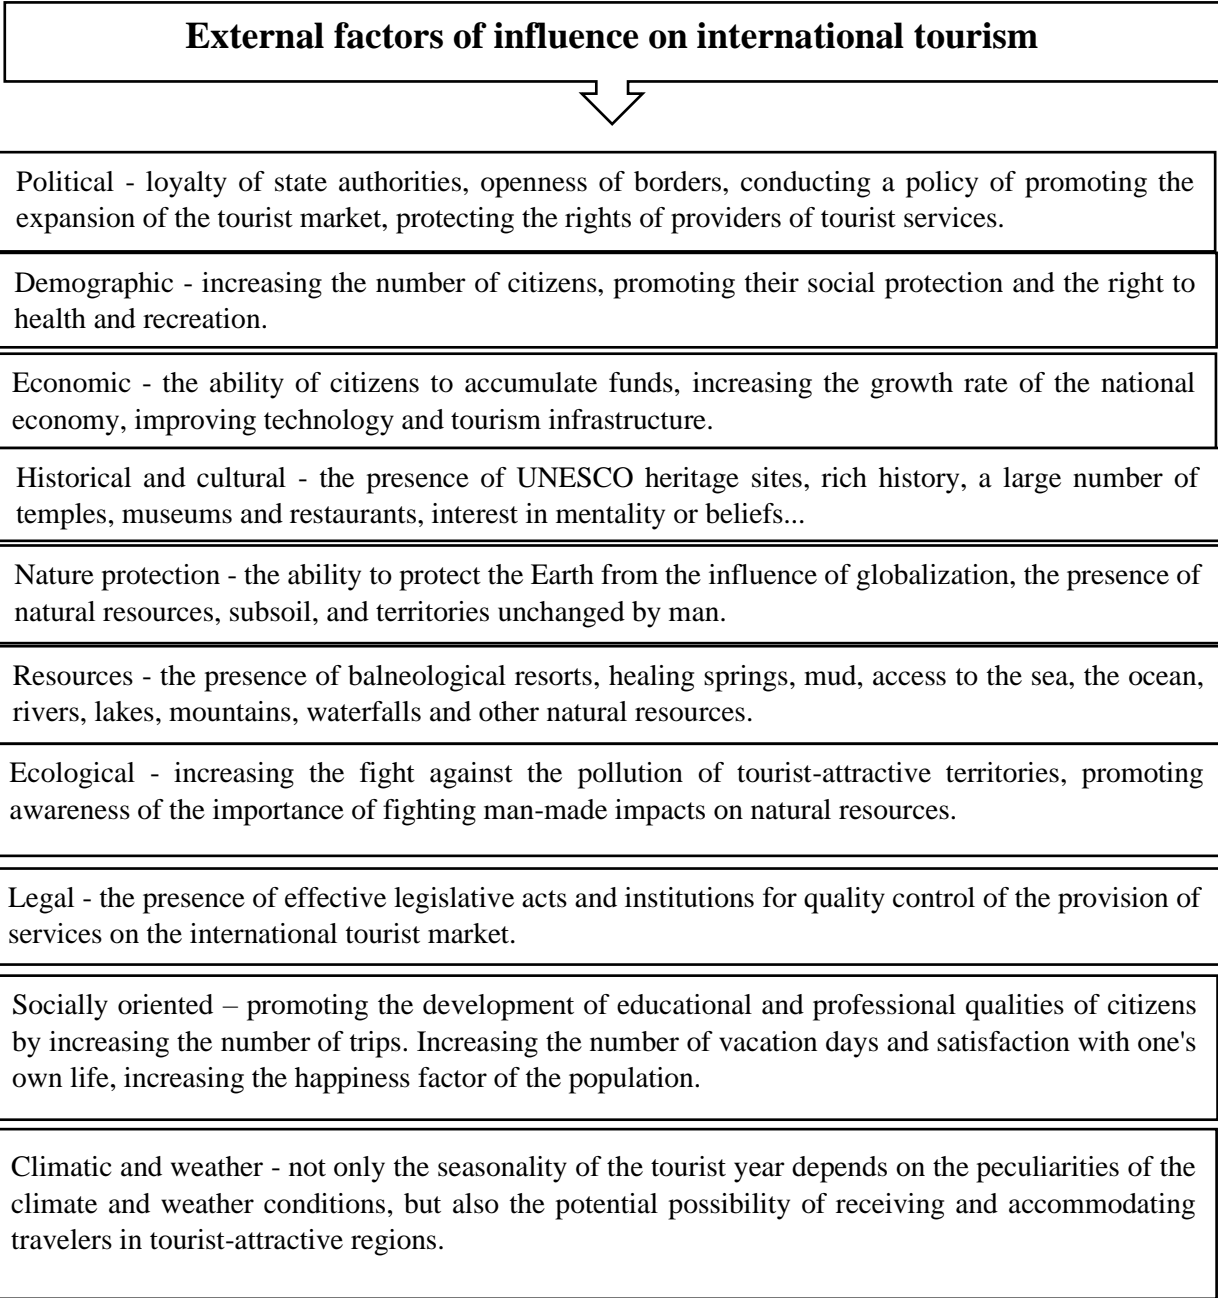 External factors of influence on international tourism
Political - loyalty of state authorities, openness of borders, conducting a policy of promoting the
expansion of the tourist market, protecting the rights of providers of tourist services.
Demographic - increasing the number of citizens, promoting their social protection and the right to
health and recreation.
Economic - the ability of citizens to accumulate funds, increasing the growth rate of the national
economy, improving technology and tourism infrastructure.
Historical and cultural - the presence of UNESCO heritage sites, rich history, a large number of
temples, museums and restaurants, interest in mentality or beliefs...
Nature protection - the ability to protect the Earth from the influence of globalization, the presence of
natural resources, subsoil, and territories unchanged by man.
Resources - the presence of balneological resorts, healing springs, mud, access to the sea, the ocean,
rivers, lakes, mountains, waterfalls and other natural resources.
Ecological - increasing the fight against the pollution of tourist-attractive territories, promoting
awareness of the importance of fighting man-made impacts on natural resources.
Legal - the presence of effective legislative acts and institutions for quality control of the provision of
services on the international tourist market.
Socially oriented – promoting the development of educational and professional qualities of citizens
by increasing the number of trips. Increasing the number of vacation days and satisfaction with one's
own life, increasing the happiness factor of the population.
Climatic and weather - not only the seasonality of the tourist year depends on the peculiarities of the
climate and weather conditions, but also the potential possibility of receiving and accommodating
travelers in tourist-attractive regions.